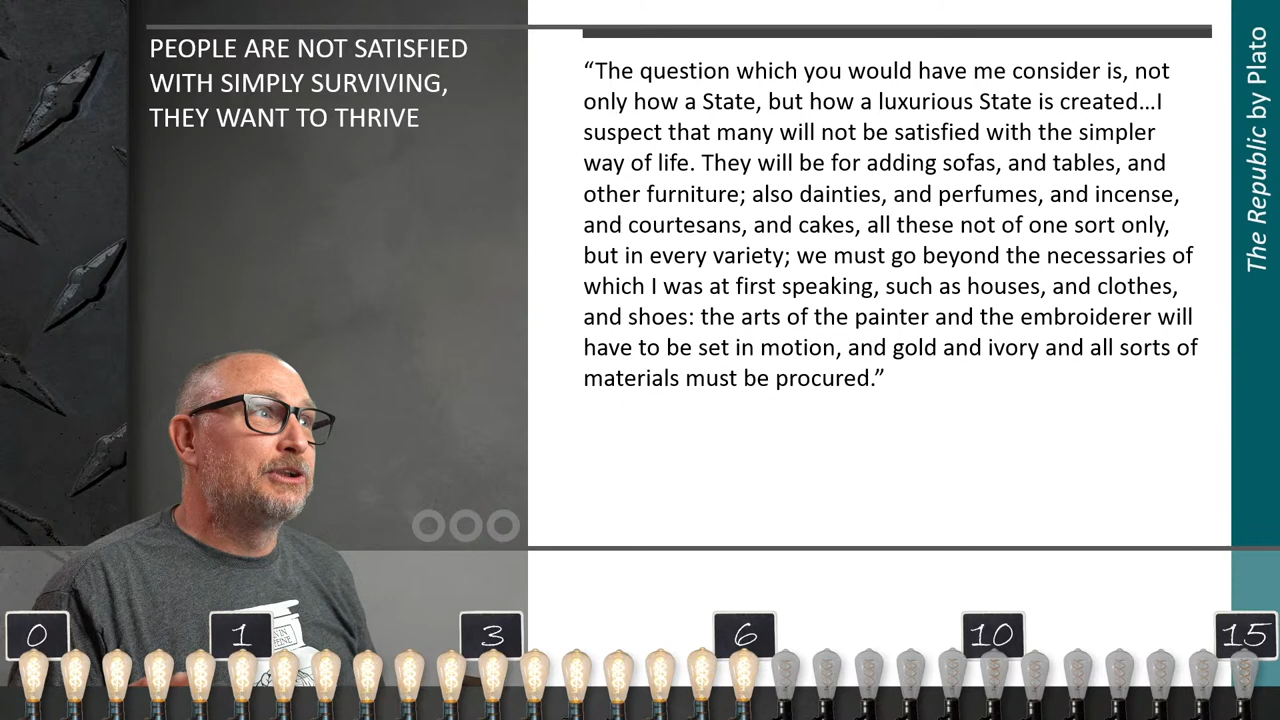 PEOPLE ARE NOT SATISFIED
WITH SIMPLY SURVIVING,
THEY WANT TO THRIVE
“The question which you would have me consider is, not
only how a State, but how a luxurious State is created…I
suspect that many will not be satisfied with the simpler
way of life. They will be for adding sofas, and tables, and
other furniture; also dainties, and perfumes, and incense,
and courtesans, and cakes, all these not of one sort only,
but in every variety; we must go beyond the necessaries of
which I was at first speaking, such as houses, and clothes,
and shoes: the arts of the painter and the embroiderer will
have to be set in motion, and gold and ivory and all sorts of
materials must be procured.”
The Republic by Plato
0
1
3
6
10
15